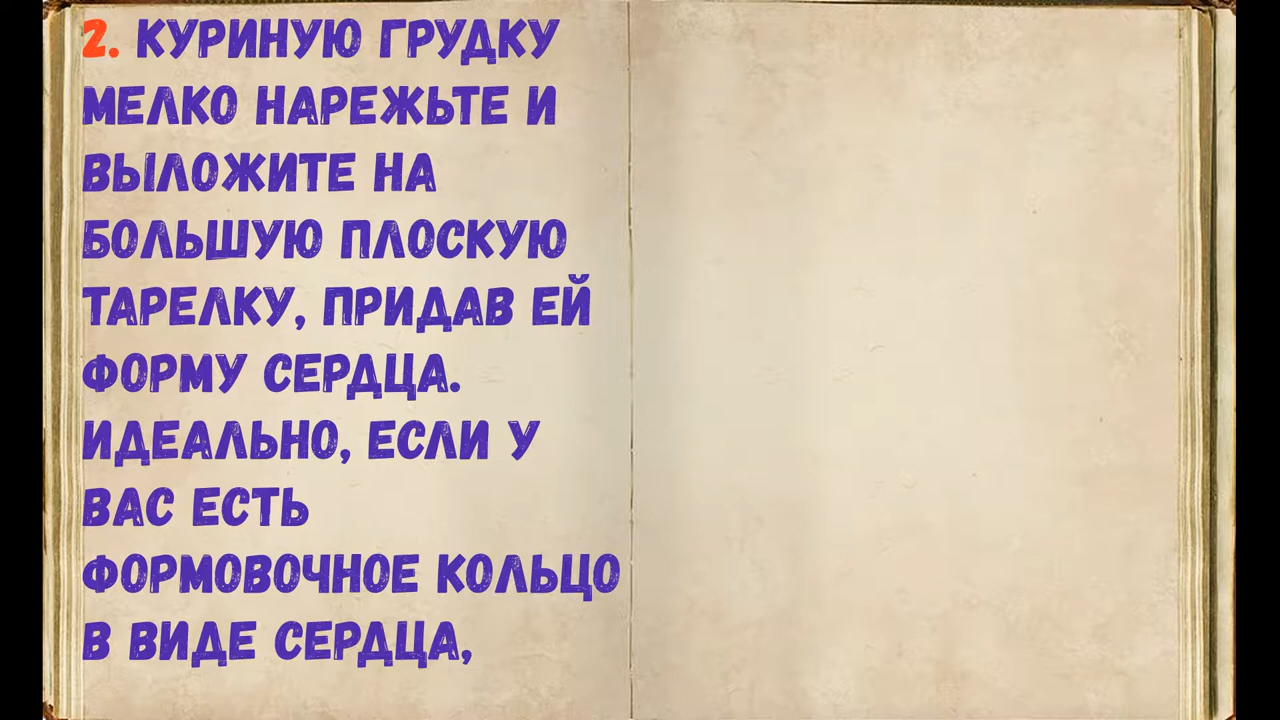 2. КУРИНУЮ ГРУДКУ
МЕЛКО НАРЕЖЬТЕ И
ВЫЛОЖИТЕ НА
БОЛЬШУЮ ПЛОСКУЮ
ТАРЕЛКУ, ПРИДАВ ЕЙ
ФОРМУ СЕРДЦА.
ИДЕАЛЬНО, ЕСЛИ У
ВАС ЕСТЬ
ФОРМОВОЧНОЕ КОЛЬЦО
В ВИДЕ СЕРДЦА,